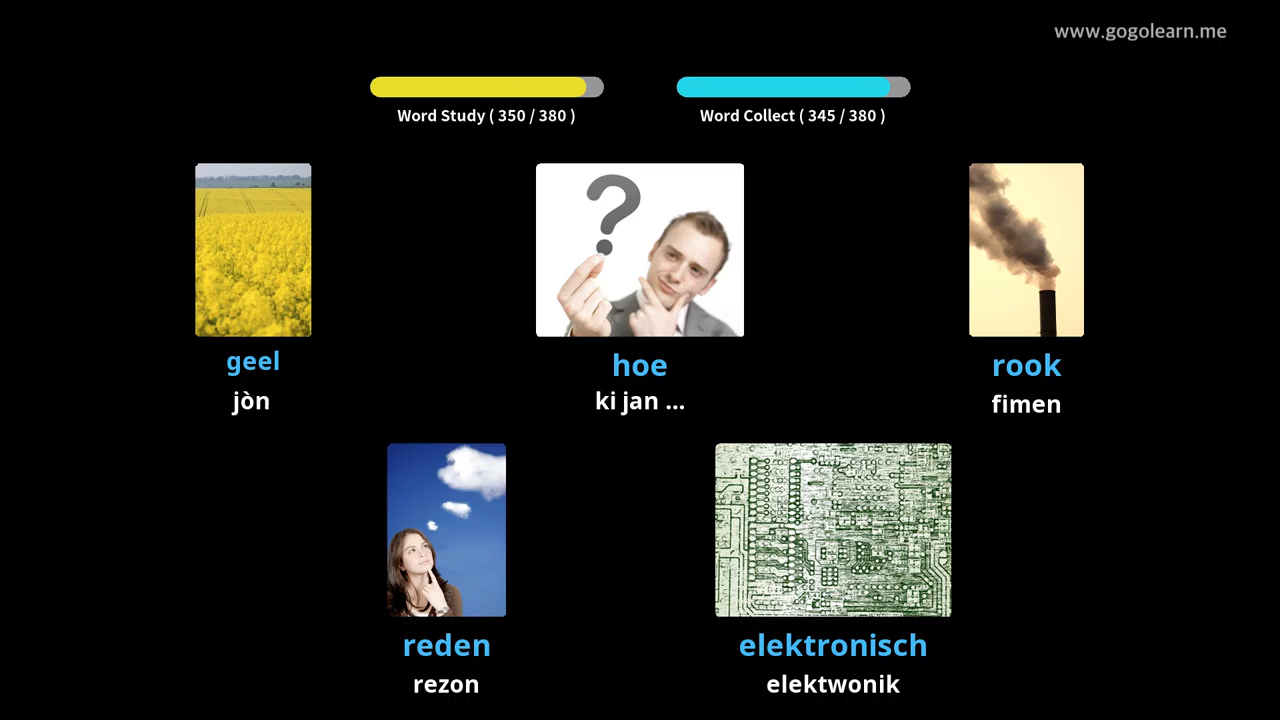 www.gogolearn.me
Word Study ( 350 / 380 )
Word Collect ( 345 / 380 )
geel
jòn
hoe
ki jan ...
rook
fimen
reden
rezon
elektronisch
elektwonik